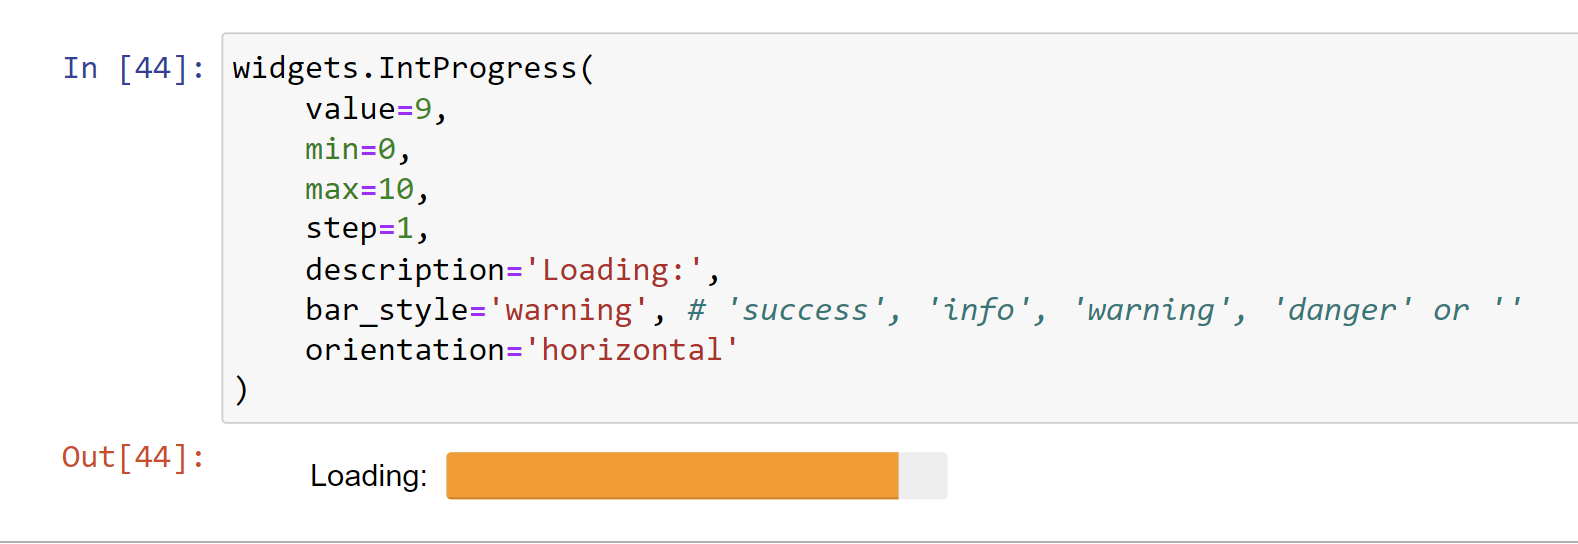 In [44]: widgets.IntProgress(
    value=9,
    min=0,
    max=10,
    step=1,
    description='Loading:',
    bar_style='warning', # 'success', 'info', 'warning', 'danger' or ''
    orientation='horizontal'
)
Out[44]:
Loading: